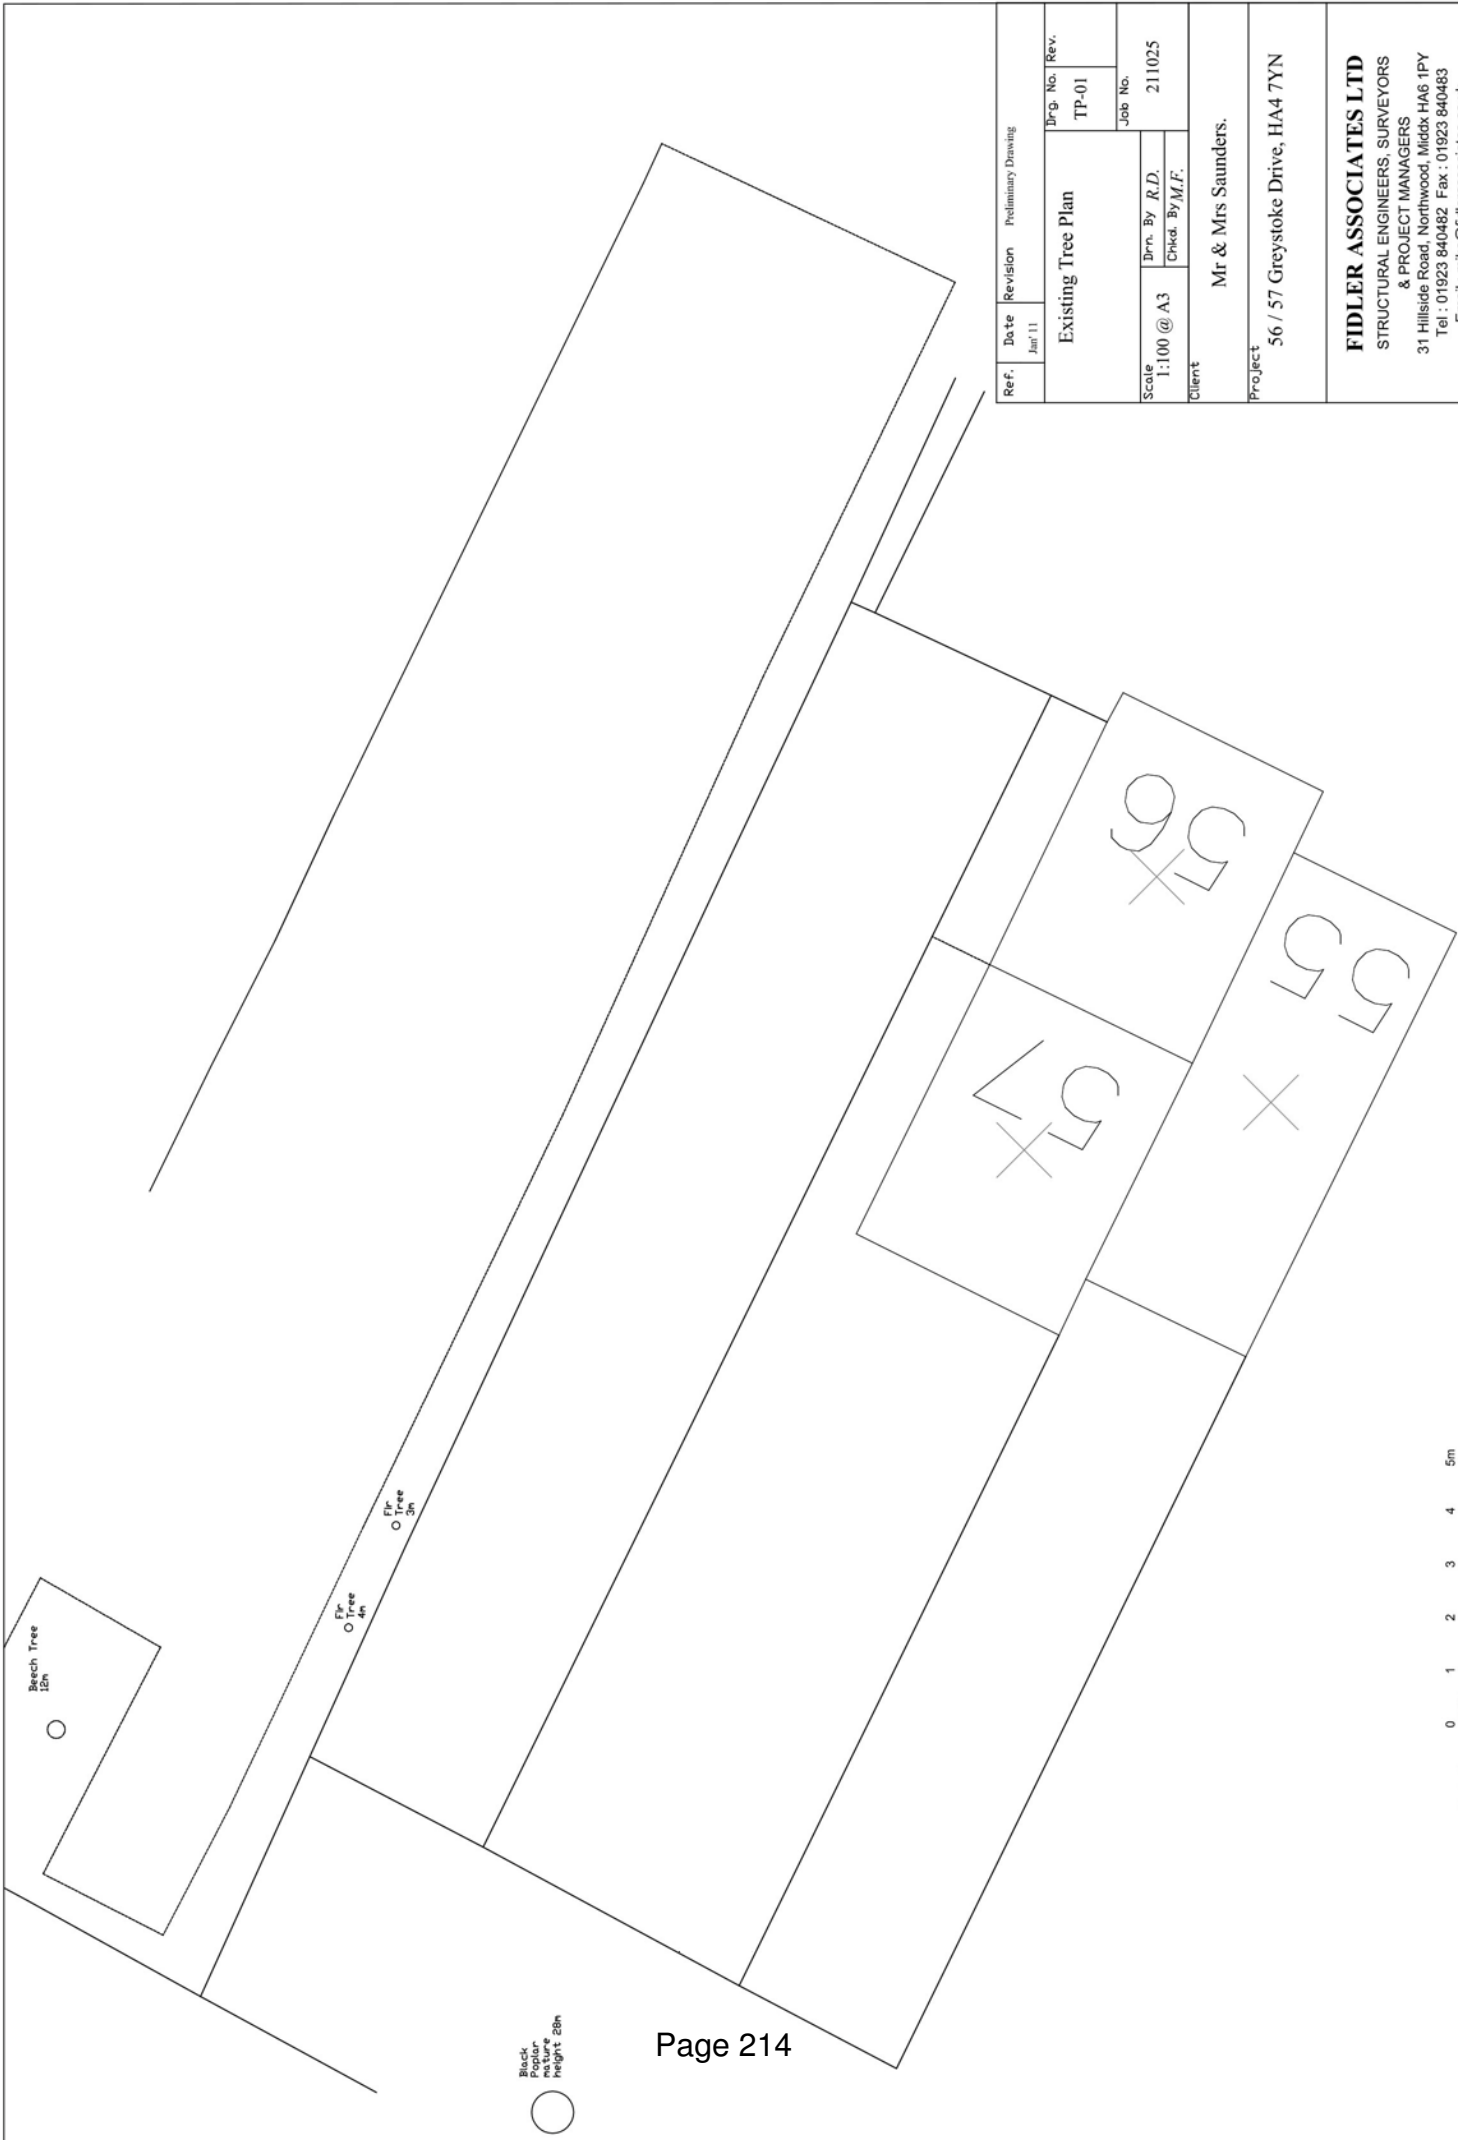 Beech Tree
12m
Fir
Tree
4m
Fir
Tree
3m
Black
Poplar
mature
height 28m
57
56
55
0 1 2 3 4 5m
Ref. Date Revision Preliminary Drawing
Jan' 11
Existing Tree Plan
Drg. No. Rev.
TP-01
Scale
1:100 @ A3
Drn. By R.D.
Chkd. By M.F.
Job No.
211025
Client
Mr & Mrs Saunders.
Project
56 / 57 Greystoke Drive, HA4 7YN
FIDLER ASSOCIATES LTD
STRUCTURAL ENGINEERS, SURVEYORS
& PROJECT MANAGERS
31 Hillside Road, Northwood, Middx HA6 1PY
Tel : 01923 840482 Fax : 01923 840483
Page 214